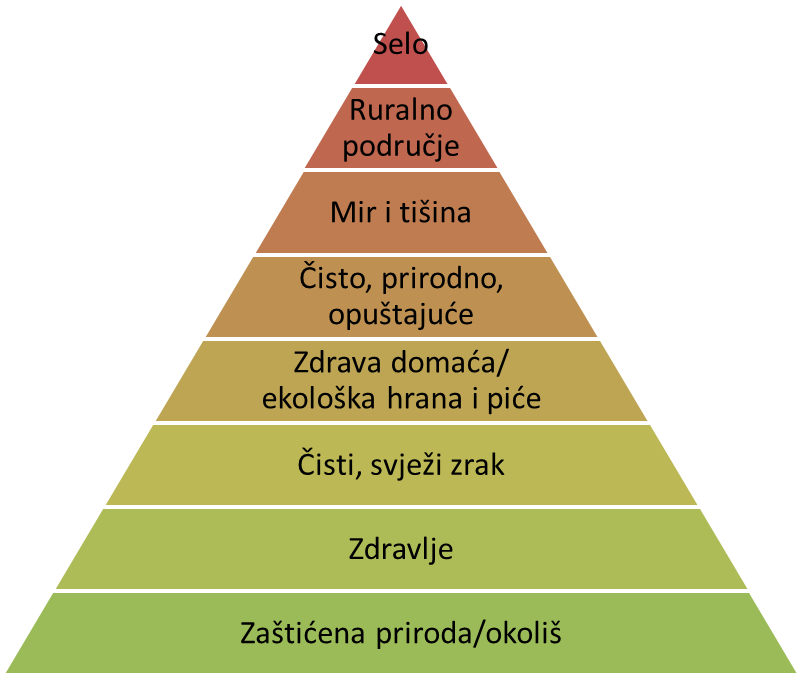 Selo
Ruralno
područje
Mir i tišina
Čisto, prirodno,
opuštajuće
Zdrava domaća/
ekološka hrana i piće
Čisti, svježi zrak
Zdravlje
Zaštićena priroda/okoliš